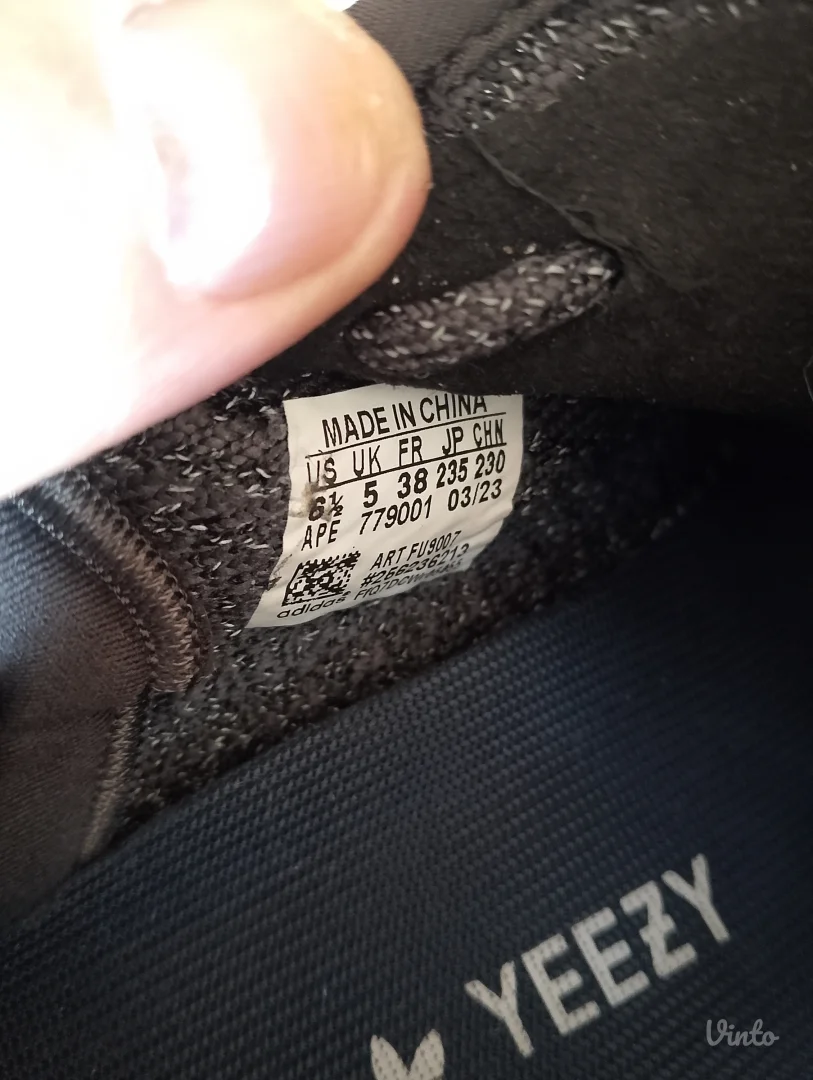 MADE IN CHINA
US UK FR JP CHN
6½ 5 38 235 230
APE 779001 03/23
ART FU9007
#266236213
adidas
YEEZY
Vinto